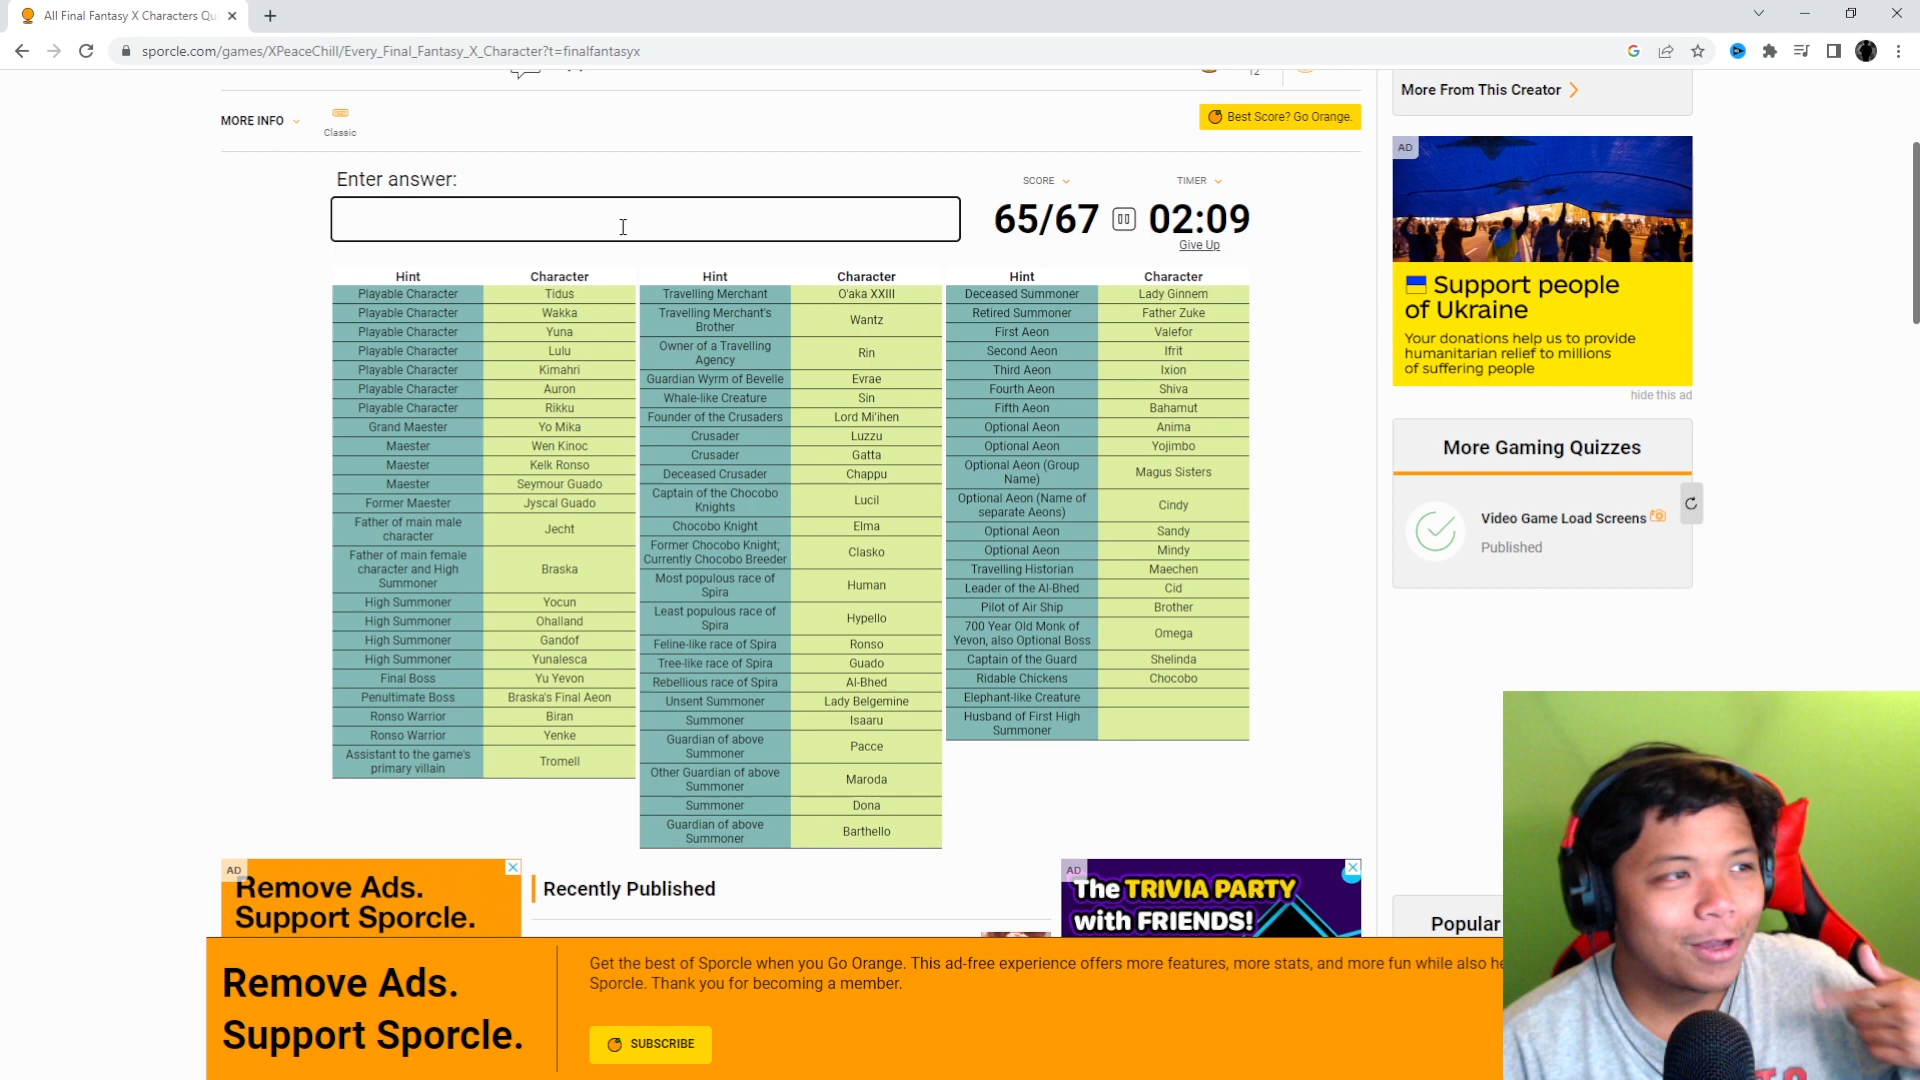 All Final Fantasy X Characters Qu
sporcle.com/games/XPeaceChill/Every_Final_Fantasy_X_Character?t=finalfantasyx
12
MORE INFO
Classic
Best Score? Go Orange.
More From This Creator
Enter answer:
SCORE
TIMER
65/67
02:09
Give Up
Hint Character
Playable Character Tidus
Playable Character Wakka
Playable Character Yuna
Playable Character Lulu
Playable Character Kimahri
Playable Character Auron
Playable Character Rikku
Grand Maester Yo Mika
Maester Wen Kinoc
Maester Kelk Ronso
Maester Seymour Guado
Former Maester Jyscal Guado
Father of main male
character
Jecht
Father of main female
character and High
Summoner
Braska
High Summoner Yocun
High Summoner Ohalland
High Summoner Gandof
High Summoner Yunalesca
Final Boss Yu Yevon
Penultimate Boss Braska's Final Aeon
Ronso Warrior Biran
Ronso Warrior Yenke
Assistant to the game's
primary villain
Tromell
Hint Character
Travelling Merchant O'aka XXIII
Travelling Merchant's
Brother
Wantz
Owner of a Travelling
Agency
Rin
Guardian Wyrm of Bevelle Evrae
Whale-like Creature Sin
Founder of the Crusaders Lord Mi'ihen
Crusader Luzzu
Crusader Gatta
Deceased Crusader Chappu
Captain of the Chocobo
Knights
Lucil
Chocobo Knight Elma
Former Chocobo Knight;
Currently Chocobo Breeder
Clasko
Most populous race of
Spira
Human
Least populous race of
Spira
Hypello
Feline-like race of Spira Ronso
Tree-like race of Spira Guado
Rebellious race of Spira Al-Bhed
Unsent Summoner Lady Belgemine
Summoner Isaaru
Guardian of above
Summoner
Pacce
Other Guardian of above
Summoner
Maroda
Summoner Dona
Guardian of above
Summoner
Barthello
Hint Character
Deceased Summoner Lady Ginnem
Retired Summoner Father Zuke
First Aeon Valefor
Second Aeon Ifrit
Third Aeon Ixion
Fourth Aeon Shiva
Fifth Aeon Bahamut
Optional Aeon Anima
Optional Aeon Yojimbo
Optional Aeon (Group
Name)
Magus Sisters
Optional Aeon (Name of
separate Aeons)
Cindy
Optional Aeon Sandy
Optional Aeon Mindy
Travelling Historian Maechen
Leader of the Al-Bhed Cid
Pilot of Air Ship Brother
700 Year Old Monk of
Yevon, also Optional Boss
Omega
Captain of the Guard Shelinda
Ridable Chickens Chocobo
Elephant-like Creature
Husband of First High
Summoner
AD
Support people
of Ukraine
Your donations help us to provide
humanitarian relief to millions
of suffering people
hide this ad
More Gaming Quizzes
Video Game Load Screens
Published
Popular
AD
Remove Ads.
Support Sporcle.
Recently Published
AD
The TRIVIA PARTY
with FRIENDS!
Remove Ads.
Support Sporcle.
Get the best of Sporcle when you Go Orange. This ad-free experience offers more features, more stats, and more fun while also he
Sporcle. Thank you for becoming a member.
SUBSCRIBE